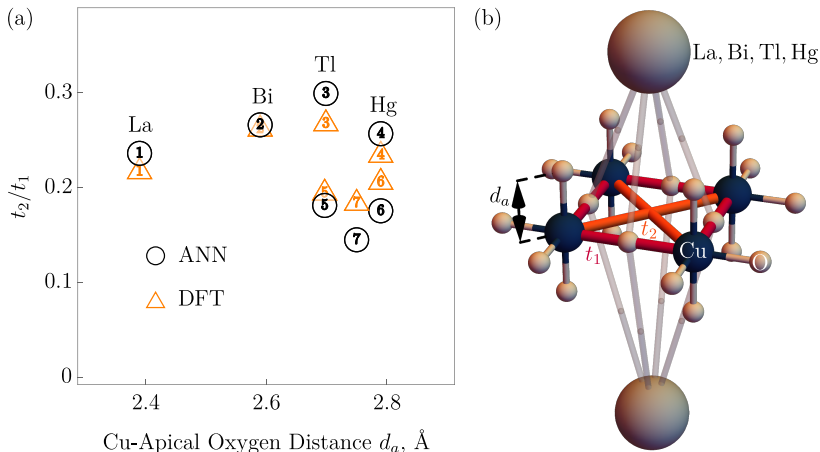 (a)
(b)
0.3
0.2
0.1
0
t₂/t₁
La
Bi
Tl
Hg
1
2
3
4
5
6
7
1
2
3
4
5
6
7
ANN
DFT
2.4
2.6
2.8
Cu-Apical Oxygen Distance dₐ, Å
La, Bi, Tl, Hg
dₐ
t₂
t₁
Cu
O